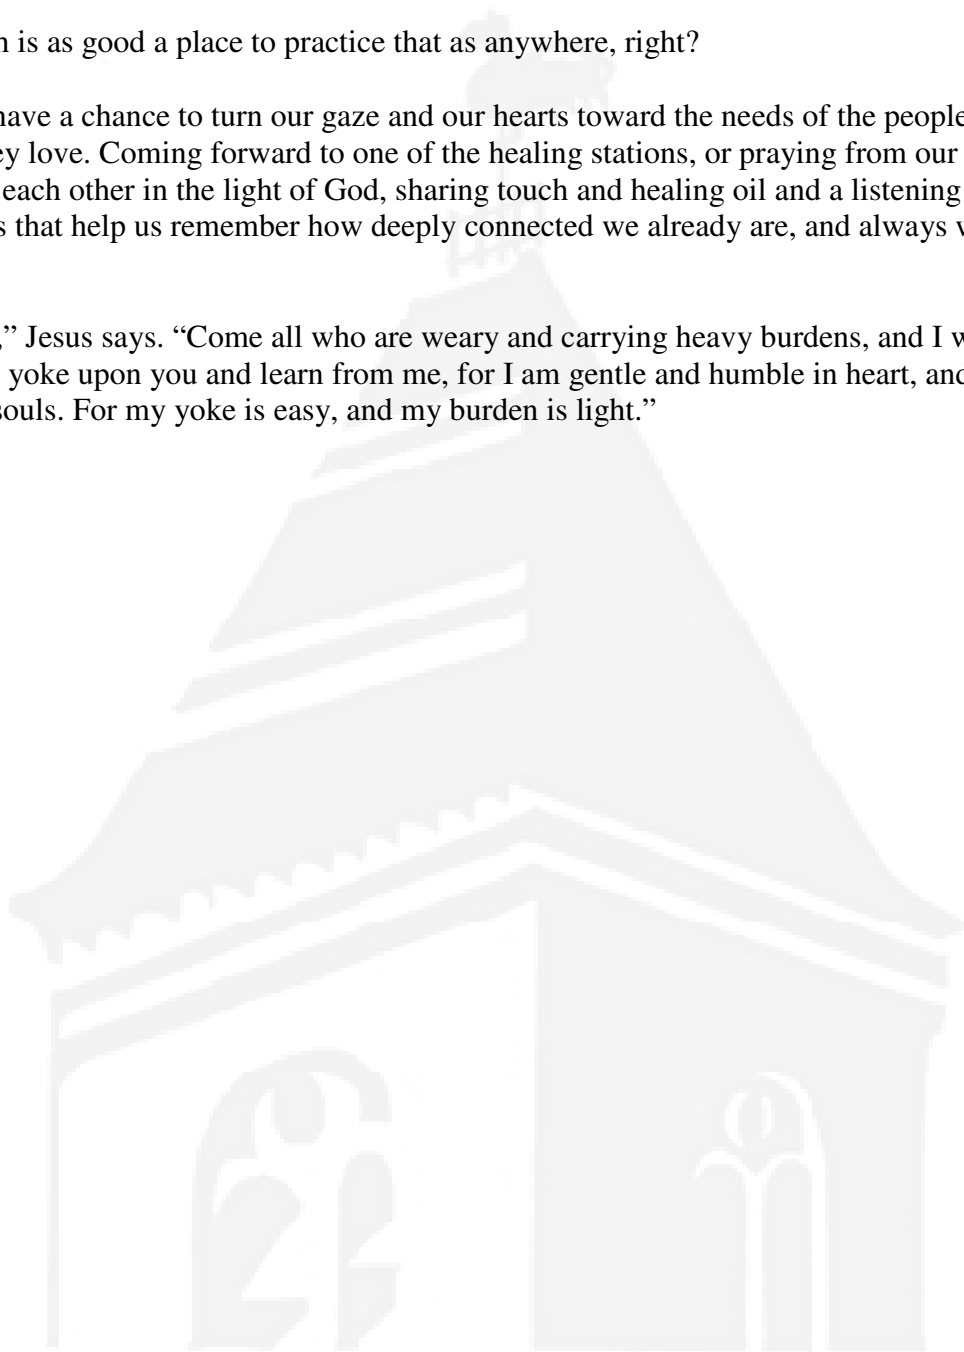 n is as good a place to practice that as anywhere, right?
have a chance to turn our gaze and our hearts toward the needs of the people
ey love. Coming forward to one of the healing stations, or praying from our
each other in the light of God, sharing touch and healing oil and a listening
s that help us remember how deeply connected we already are, and always w
,” Jesus says. “Come all who are weary and carrying heavy burdens, and I w
yoke upon you and learn from me, for I am gentle and humble in heart, and
souls. For my yoke is easy, and my burden is light.”